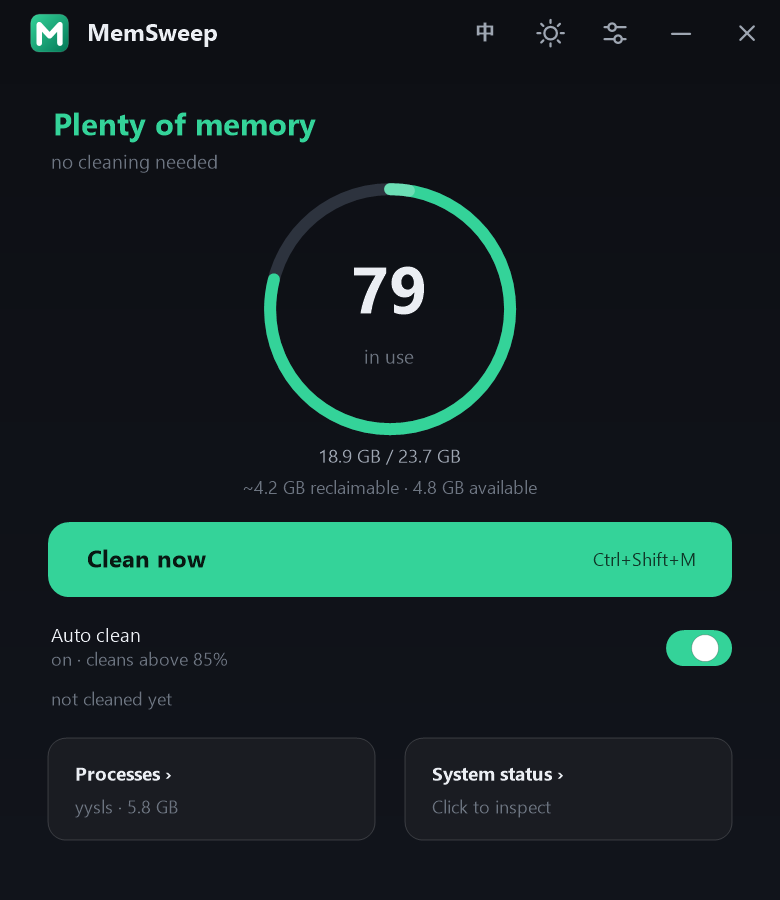 MemSweep
中
Plenty of memory
no cleaning needed
79
in use
18.9 GB / 23.7 GB
~4.2 GB reclaimable · 4.8 GB available
Clean now
Ctrl+Shift+M
Auto clean
on · cleans above 85%
not cleaned yet
Processes ›
yysls · 5.8 GB
System status ›
Click to inspect